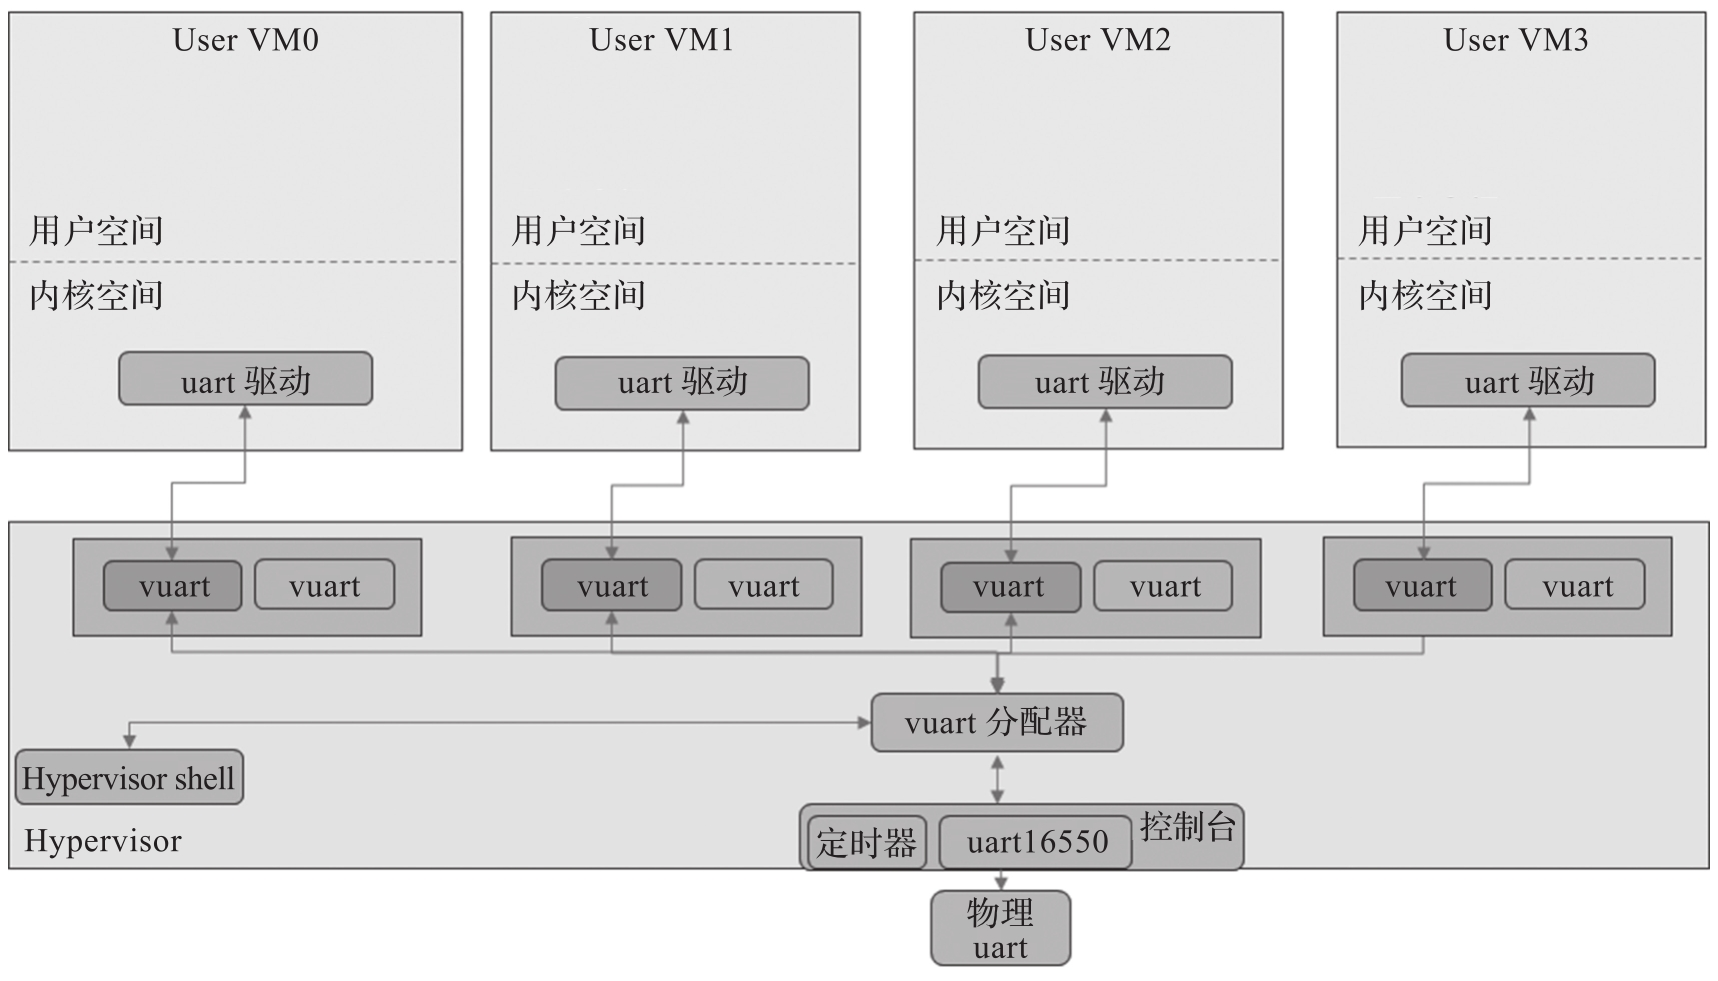 User VM0
User VM1
User VM2
User VM3
用户空间
用户空间
用户空间
用户空间
内核空间
内核空间
内核空间
内核空间
uart 驱动
uart 驱动
uart 驱动
uart 驱动
vuart
vuart
vuart
vuart
vuart
vuart
vuart
vuart
vuart 分配器
Hypervisor shell
Hypervisor
定时器
uart16550
控制台
物理
uart